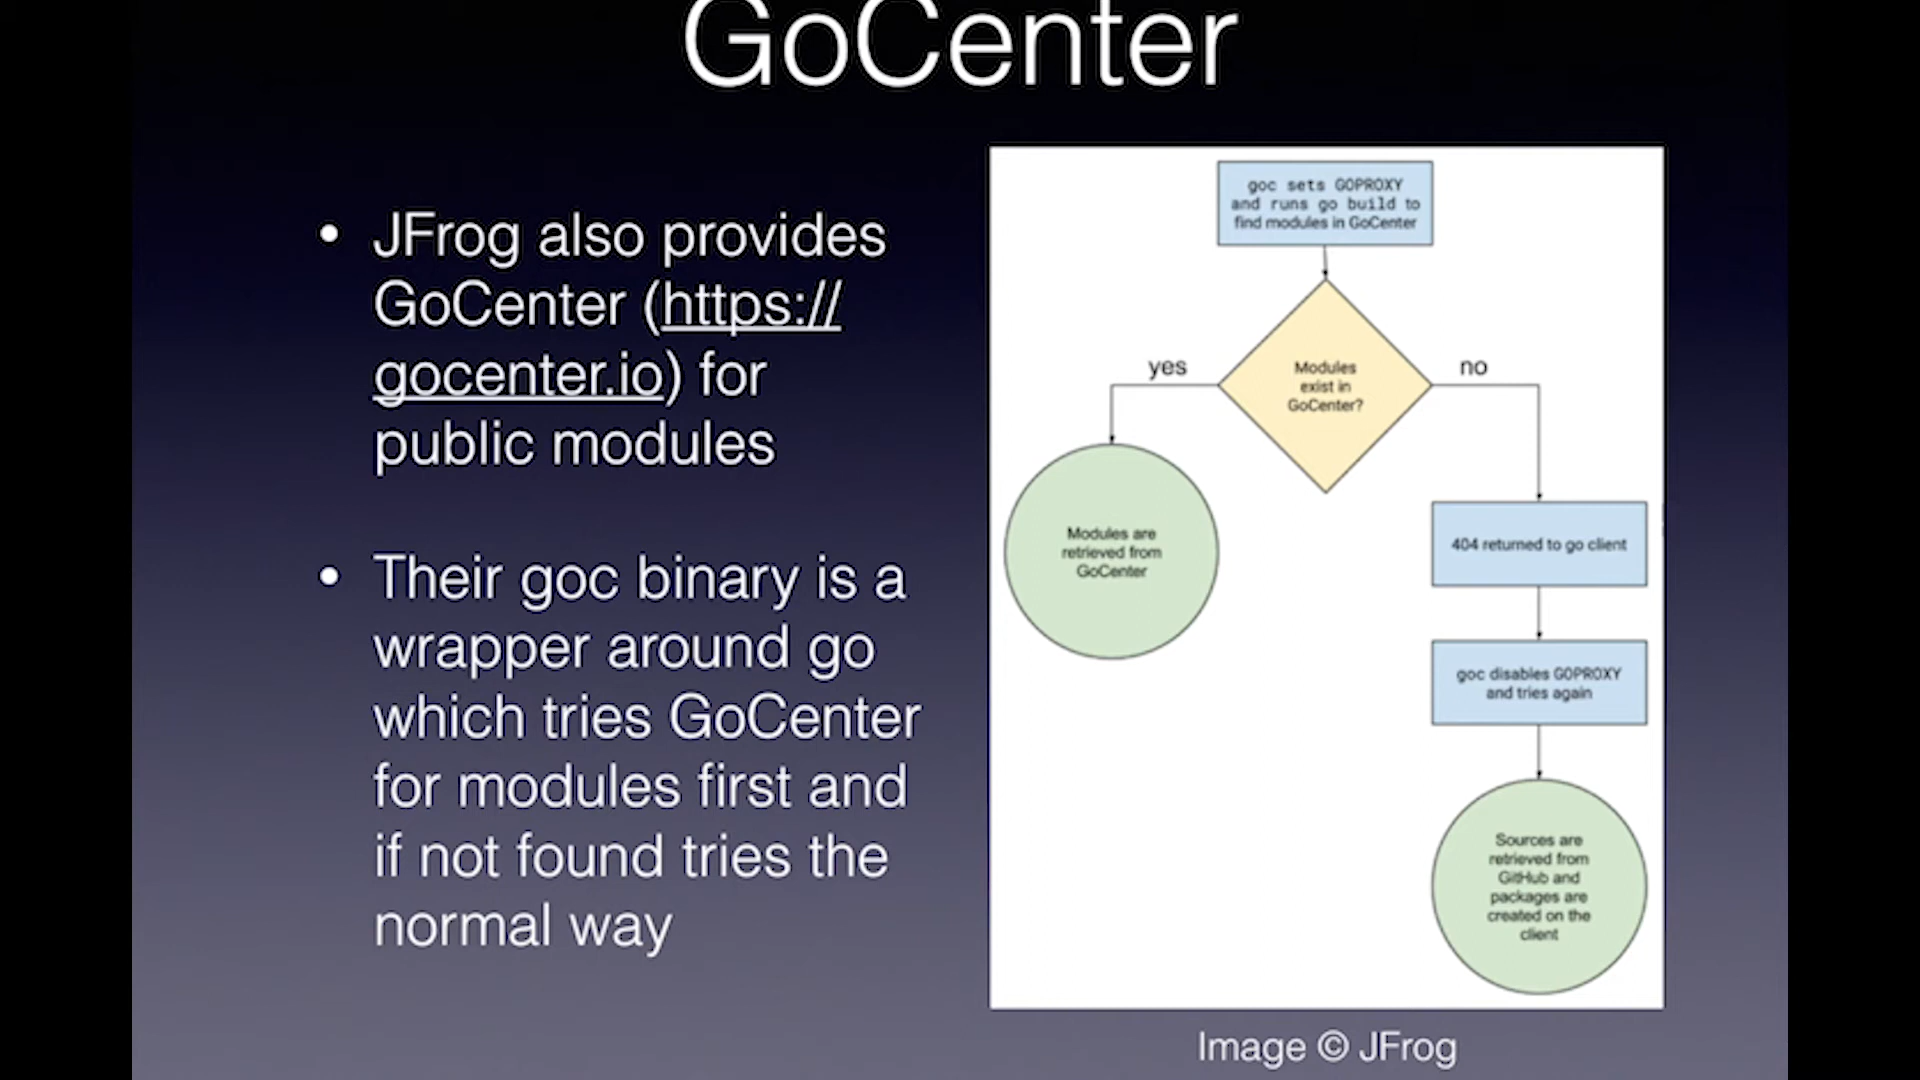 GoCenter
• JFrog also provides
GoCenter (https://
gocenter.io) for
public modules
• Their goc binary is a
wrapper around go
which tries GoCenter
for modules first and
if not found tries the
normal way
goc sets GOPROXY
and runs go build to
find modules in GoCenter
Modules
exist in
GoCenter?
yes
no
Modules are
retrieved from
GoCenter
404 returned to go client
goc disables GOPROXY
and tries again
Sources are
retrieved from
GitHub and
packages are
created on the
client
Image © JFrog